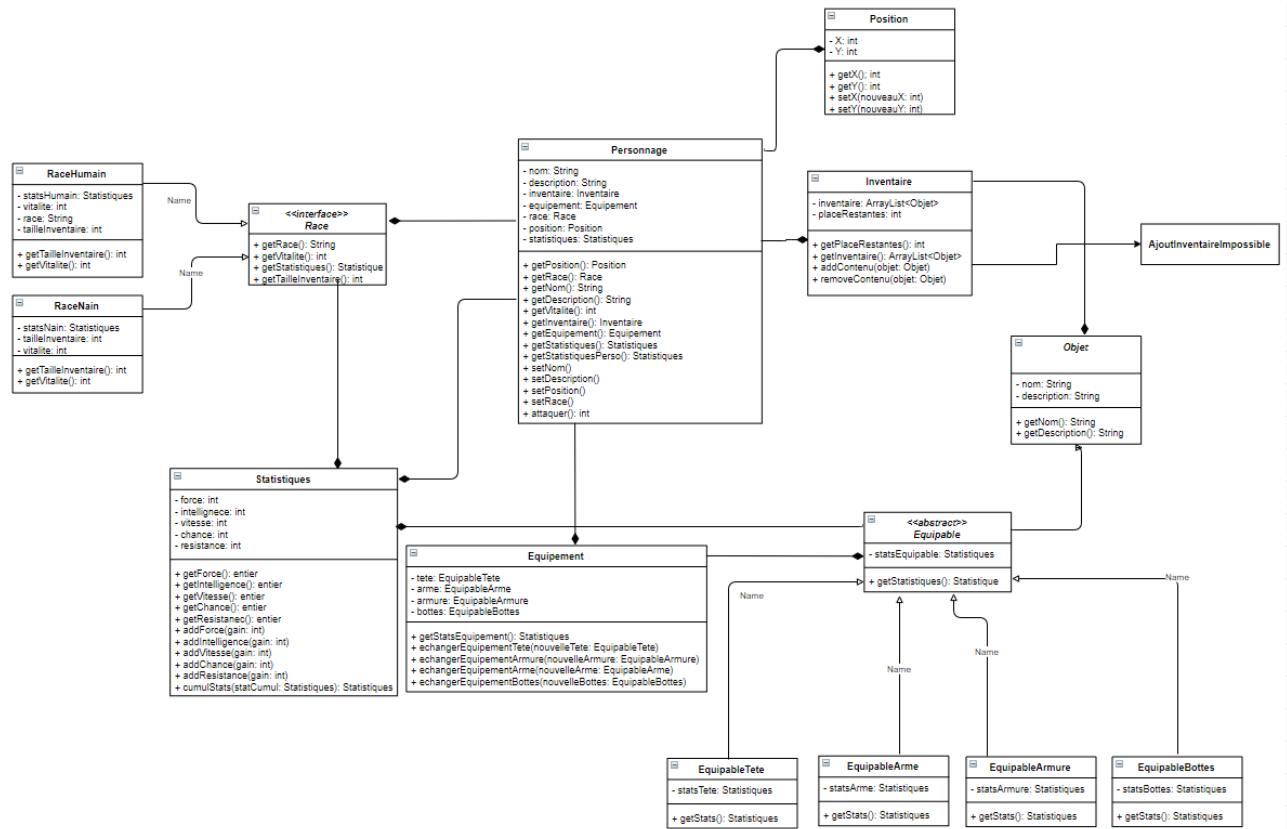 Position
- X: int
- Y: int
+ getX(); int
+ getY(): int
+ setX(nouveauX: int)
+ setY(nouveauY: int)
Personnage
- nom: String
- description: String
- inventaire: Inventaire
- equipement: Equipement
- race: Race
- position: Position
- statistiques: Statistiques
+ getPosition(): Position
+ getRace(): Race
+ getNom(): String
+ getDescription(): String
+ getVitalite(): int
+ getInventaire(): Inventaire
+ getEquipement(): Equipement
+ getStatistiques(): Statistiques
+ getStatistiquesPerso(): Statistiques
+ setNom()
+ setDescription()
+ setPosition()
+ setRace()
+ attaquer(): int
RaceHumain
- statsHumain: Statistiques
- vitalite: int
- race: String
- tailleInventaire: int
+ getTailleInventaire(): int
+ getVitalite(): int
Name
<<interface>>
Race
+ getRace(): String
+ getVitalite(): int
+ getStatistiques(): Statistique
+ getTailleInventaire(): int
Name
RaceNain
- statsNain: Statistiques
- tailleInventaire: int
- vitalite: int
+ getTailleInventaire(): int
+ getVitalite(): int
Inventaire
- inventaire: ArrayList<Objet>
- placeRestantes: int
+ getPlaceRestantes(): int
+ getInventaire(): ArrayList<Objet>
+ addContenu(objet: Objet)
+ removeContenu(objet: Objet)
AjoutInventaireImpossible
Objet
- nom: String
- description: String
+ getNom(): String
+ getDescription(): String
Statistiques
- force: int
- intelignece: int
- vitesse: int
- chance: int
- resistance: int
+ getForce(): entier
+ getIntelligence(): entier
+ getVitesse(): entier
+ getChance(): entier
+ getResistanec(): entier
+ addForce(gain: int)
+ addIntelligence(gain: int)
+ addVitesse(gain: int)
+ addChance(gain: int)
+ addResistance(gain: int)
+ cumulStats(statCumul: Statistiques): Statistiques
Equipement
- tete: EquipableTete
- arme: EquipableArme
- armure: EquipableArmure
- bottes: EquipableBottes
+ getStatsEquipement(): Statistiques
+ echangerEquipementTete(nouvelleTete: EquipableTete)
+ echangerEquipementArmure(nouvelleArmure: EquipableArmure)
+ echangerEquipementArme(nouvelleArme: EquipableArme)
+ echangerEquipementBottes(nouvelleBottes: EquipableBottes)
<<abstract>>
Equipable
- statsEquipable: Statistiques
+ getStatistiques(): Statistique
Name
Name
Name
Name
EquipableTete
- statsTete: Statistiques
+ getStats(): Statistiques
EquipableArme
- statsArme: Statistiques
+ getStats(): Statistiques
EquipableArmure
- statsArmure: Statistiques
+ getStats(): Statistiques
EquipableBottes
- statsBottes: Statistiques
+ getStats(): Statistiques